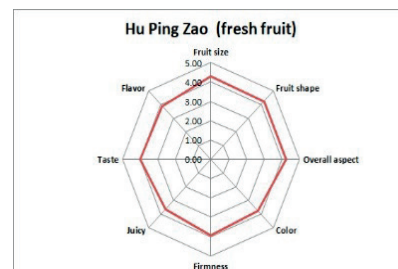 Hu Ping Zao (fresh fruit)
Fruit size
5.00
Flavor
4.00
Fruit shape
3.00
2.00
1.00
Taste
0.00
Overall aspect
Juicy
Color
Firmness